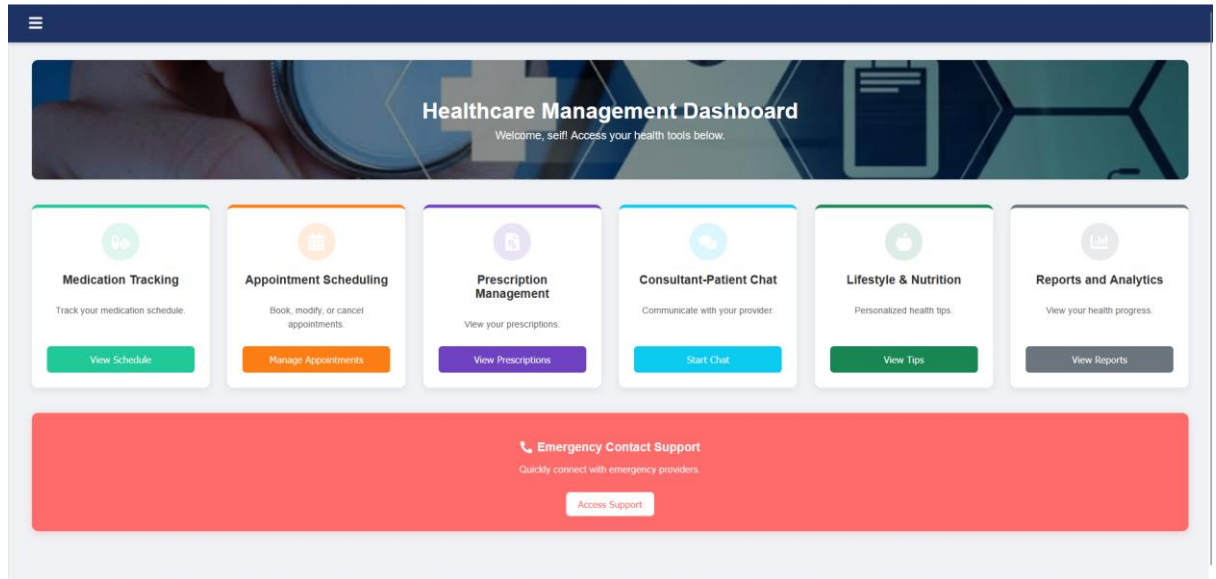 Healthcare Management Dashboard
Welcome, seif! Access your health tools below.
Medication Tracking
Track your medication schedule.
View Schedule
Appointment Scheduling
Book, modify, or cancel
appointments.
Manage Appointments
Prescription
Management
View your prescriptions.
View Prescriptions
Consultant-Patient Chat
Communicate with your provider.
Start Chat
Lifestyle & Nutrition
Personalized health tips.
View Tips
Reports and Analytics
View your health progress.
View Reports
Emergency Contact Support
Quickly connect with emergency providers.
Access Support